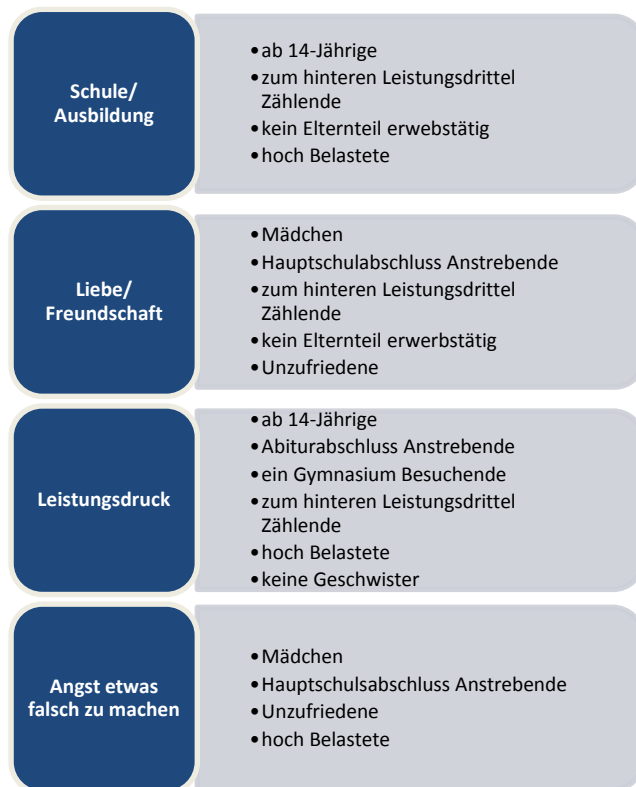 Schule/
Ausbildung
•ab 14-Jährige
•zum hinteren Leistungsdrittel
Zählende
•kein Elternteil erwebstätig
•hoch Belastete
Liebe/
Freundschaft
•Mädchen
•Hauptschulabschluss Anstrebende
•zum hinteren Leistungsdrittel
Zählende
•kein Elternteil erwerbstätig
•Unzufriedene
Leistungsdruck
•ab 14-Jährige
•Abiturabschluss Anstrebende
•ein Gymnasium Besuchende
•zum hinteren Leistungsdrittel
Zählende
•hoch Belastete
•keine Geschwister
Angst etwas
falsch zu machen
•Mädchen
•Hauptschulsabschluss Anstrebende
•Unzufriedene
•hoch Belastete